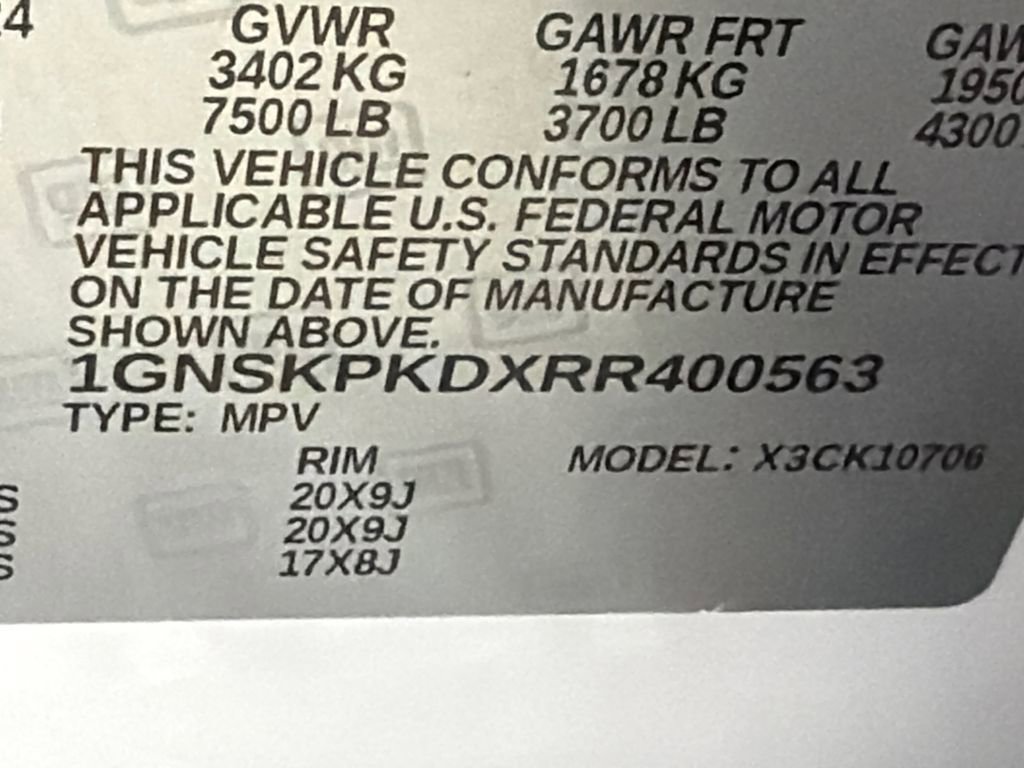 GVWR GAWR FRT
3402 KG 1678 KG
7500 LB 3700 LB 4300
THIS VEHICLE CONFORMS TO ALL
APPLICABLE U.S. FEDERAL MOTOR
VEHICLE SAFETY STANDARDS IN EFFECT
ON THE DATE OF MANUFACTURE
SHOWN ABOVE.
1GNSKPKDXRR400563
TYPE: MPV
RIM MODEL: X3CK10706
S 20X9J
S 20X9J
S 17X8J